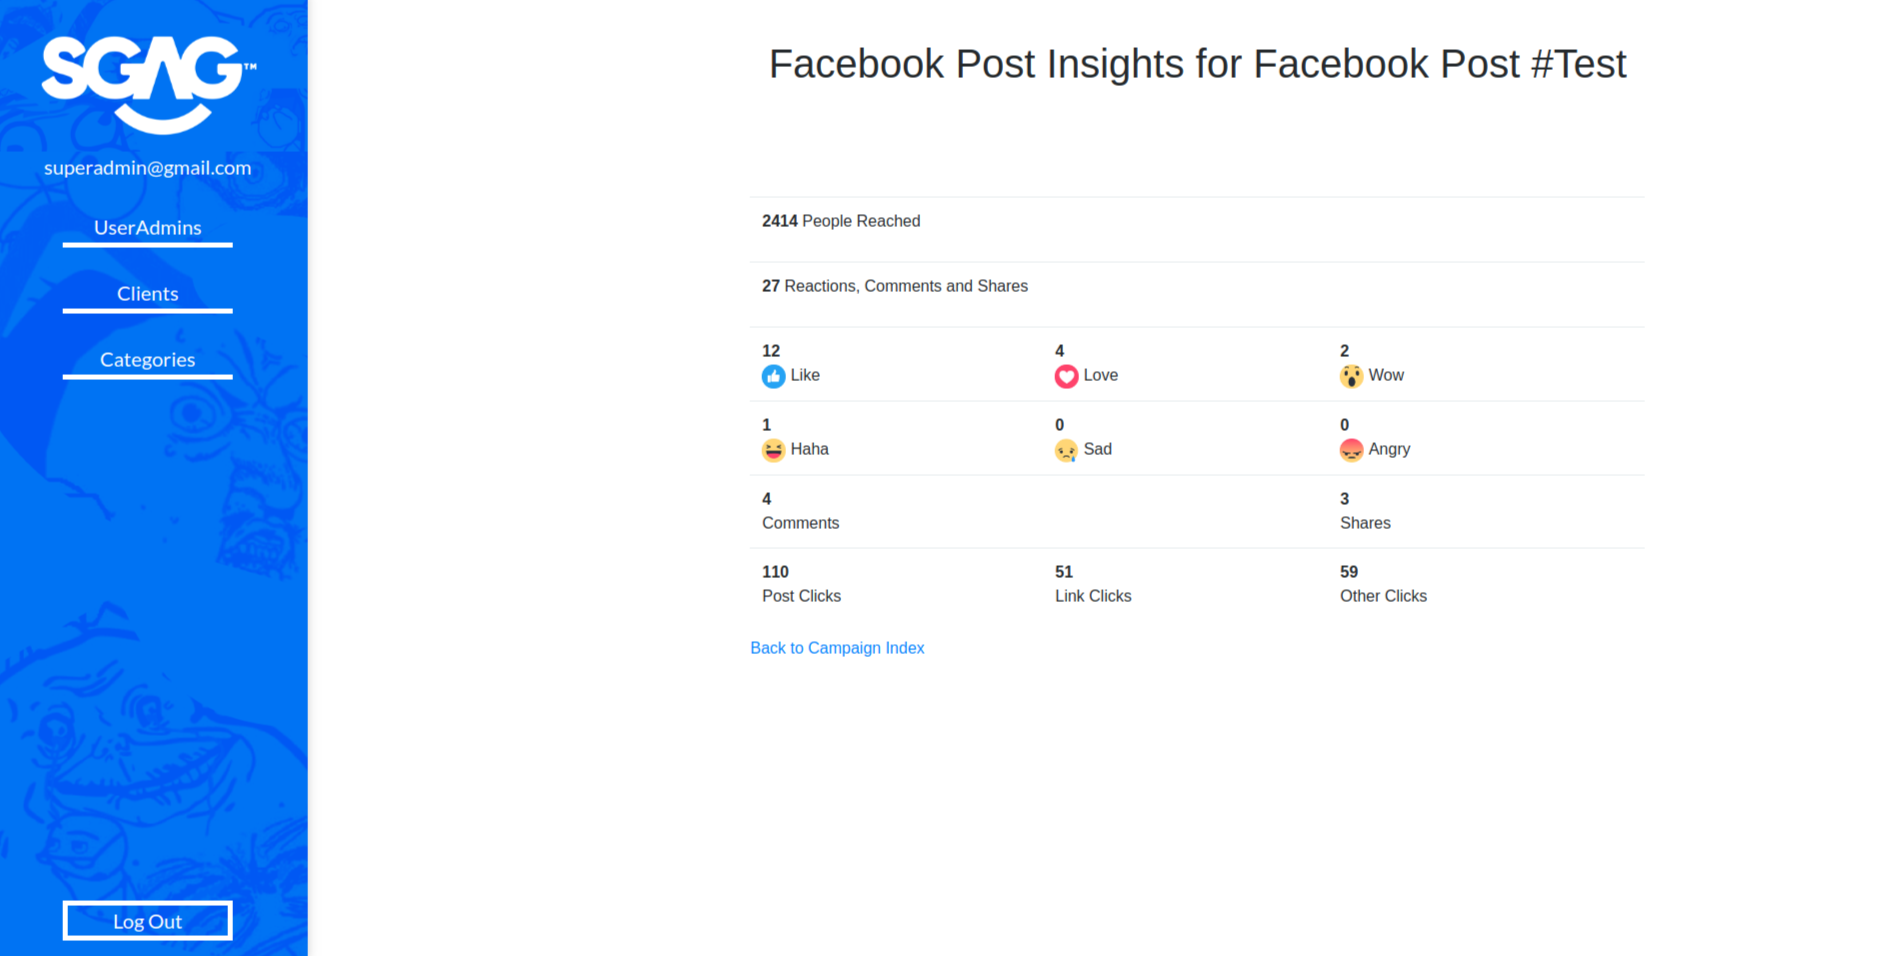 SGAG™
superadmin@gmail.com
UserAdmins
Clients
Categories
Log Out
Facebook Post Insights for Facebook Post #Test
2414 People Reached
27 Reactions, Comments and Shares
12 4 2
Like Love Wow
1 0 0
Haha Sad Angry
4 3
Comments Shares
110 51 59
Post Clicks Link Clicks Other Clicks
Back to Campaign Index